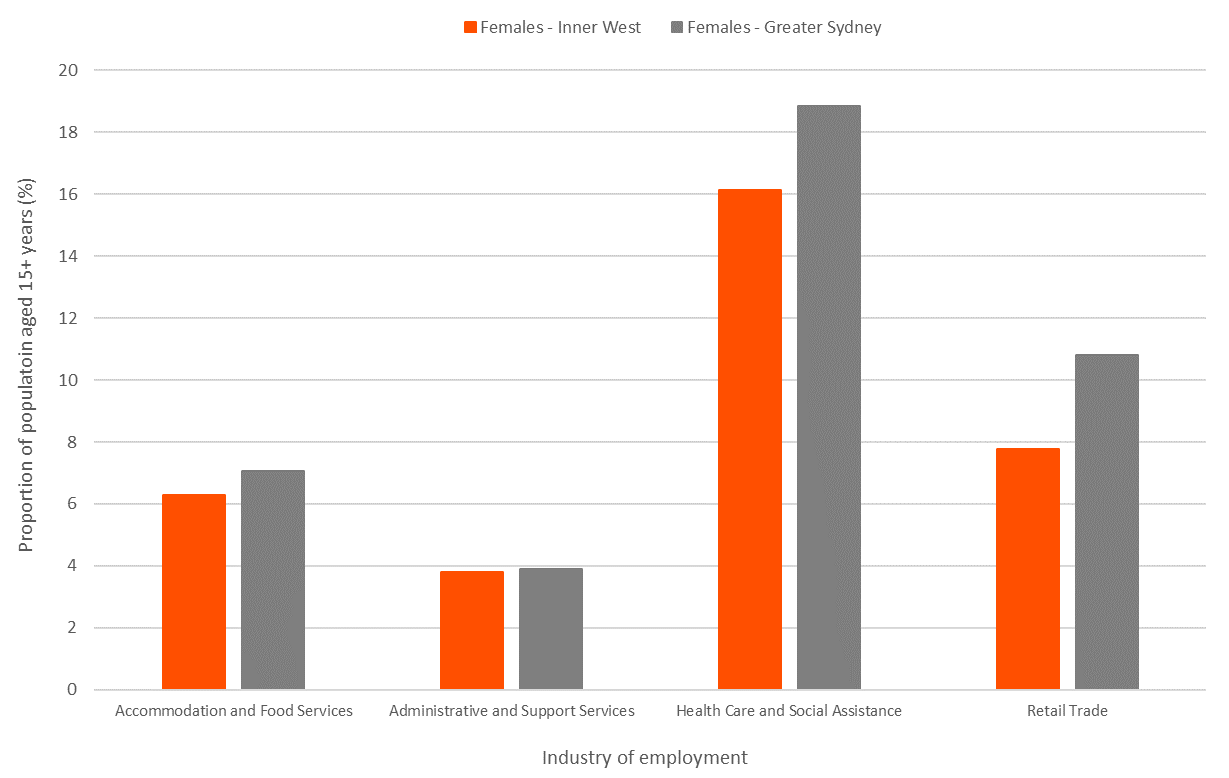 Females - Inner West Females - Greater Sydney
20
18
16
14
12
10
8
6
4
2
0
Proportion of populatoin aged 15+ years (%)
Accommodation and Food Services Administrative and Support Services Health Care and Social Assistance Retail Trade
Industry of employment